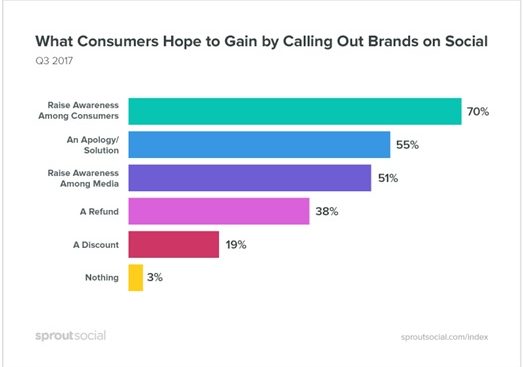 What Consumers Hope to Gain by Calling Out Brands on Social
Q3 2017
Raise Awareness
Among Consumers
70%
An Apology/
Solution
55%
Raise Awareness
Among Media
51%
A Refund
38%
A Discount
19%
Nothing
3%
sproutsocial
sproutsocial.com/index